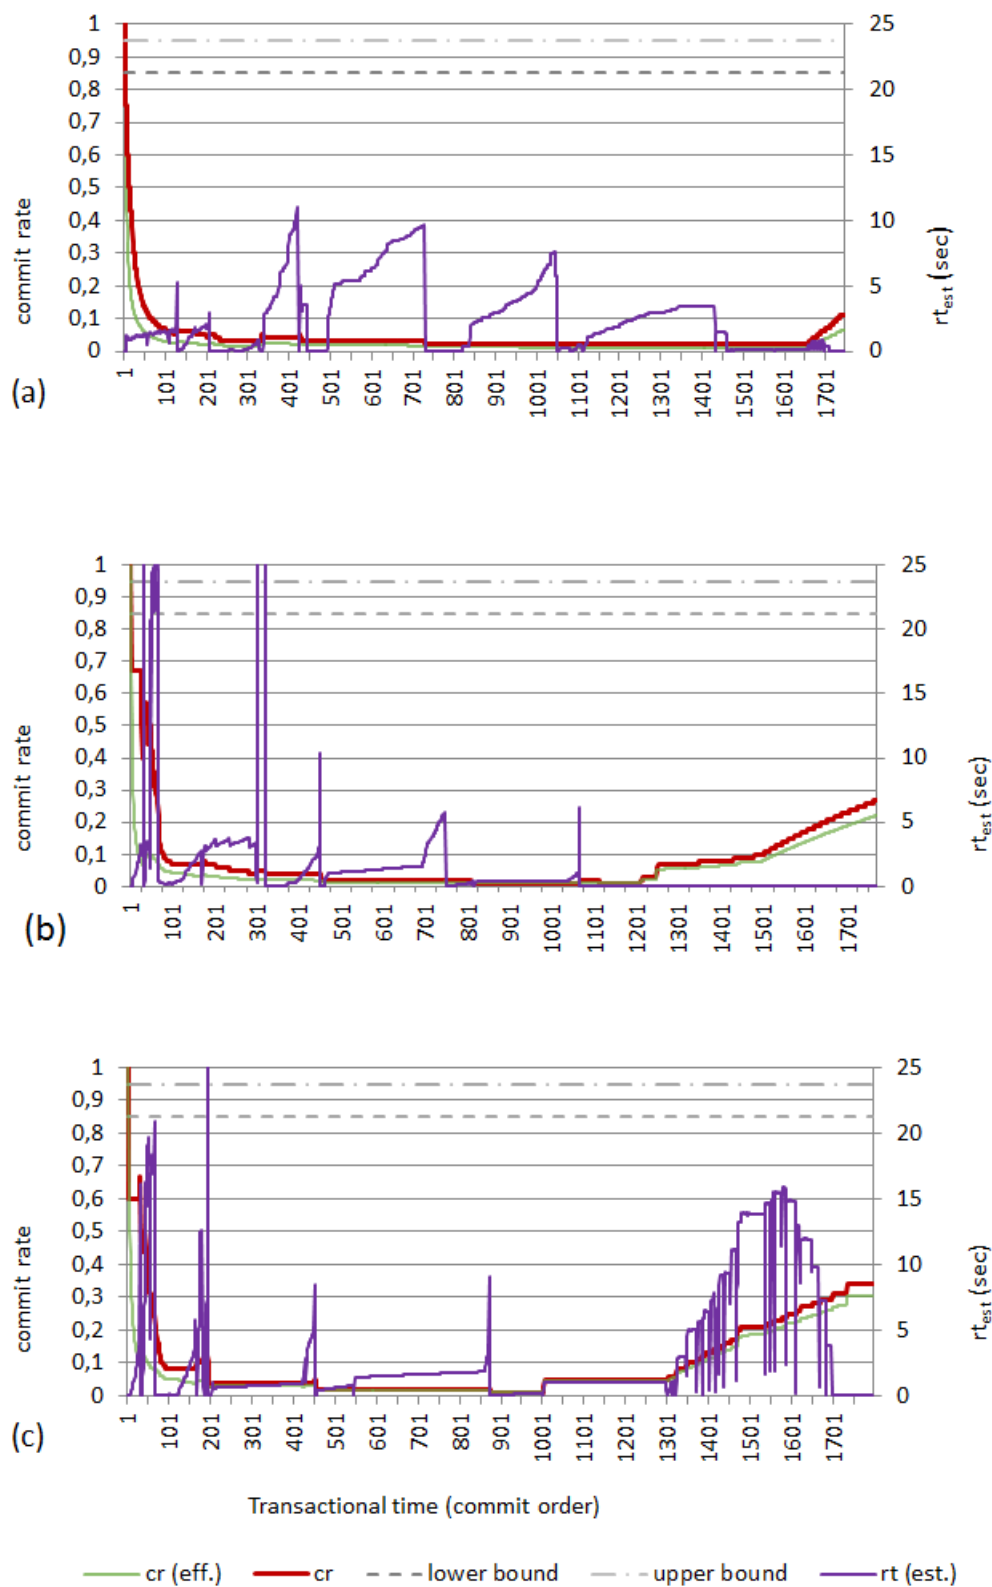 1 25
0,9
0,8 20
0,7
0,6 15
0,5
0,4 10
0,3
0,2 5
0,1
0 0
commit rate
rt_est (sec)
1 101 201 301 401 501 601 701 801 901 1001 1101 1201 1301 1401 1501 1601 1701
(a)
1 25
0,9
0,8 20
0,7
0,6 15
0,5
0,4 10
0,3
0,2 5
0,1
0 0
commit rate
rt_est (sec)
1 101 201 301 401 501 601 701 801 901 1001 1101 1201 1301 1401 1501 1601 1701
(b)
1 25
0,9
0,8 20
0,7
0,6 15
0,5
0,4 10
0,3
0,2 5
0,1
0 0
commit rate
rt_est (sec)
1 101 201 301 401 501 601 701 801 901 1001 1101 1201 1301 1401 1501 1601 1701
(c)
Transactional time (commit order)
cr (eff.) cr lower bound upper bound rt (est.)